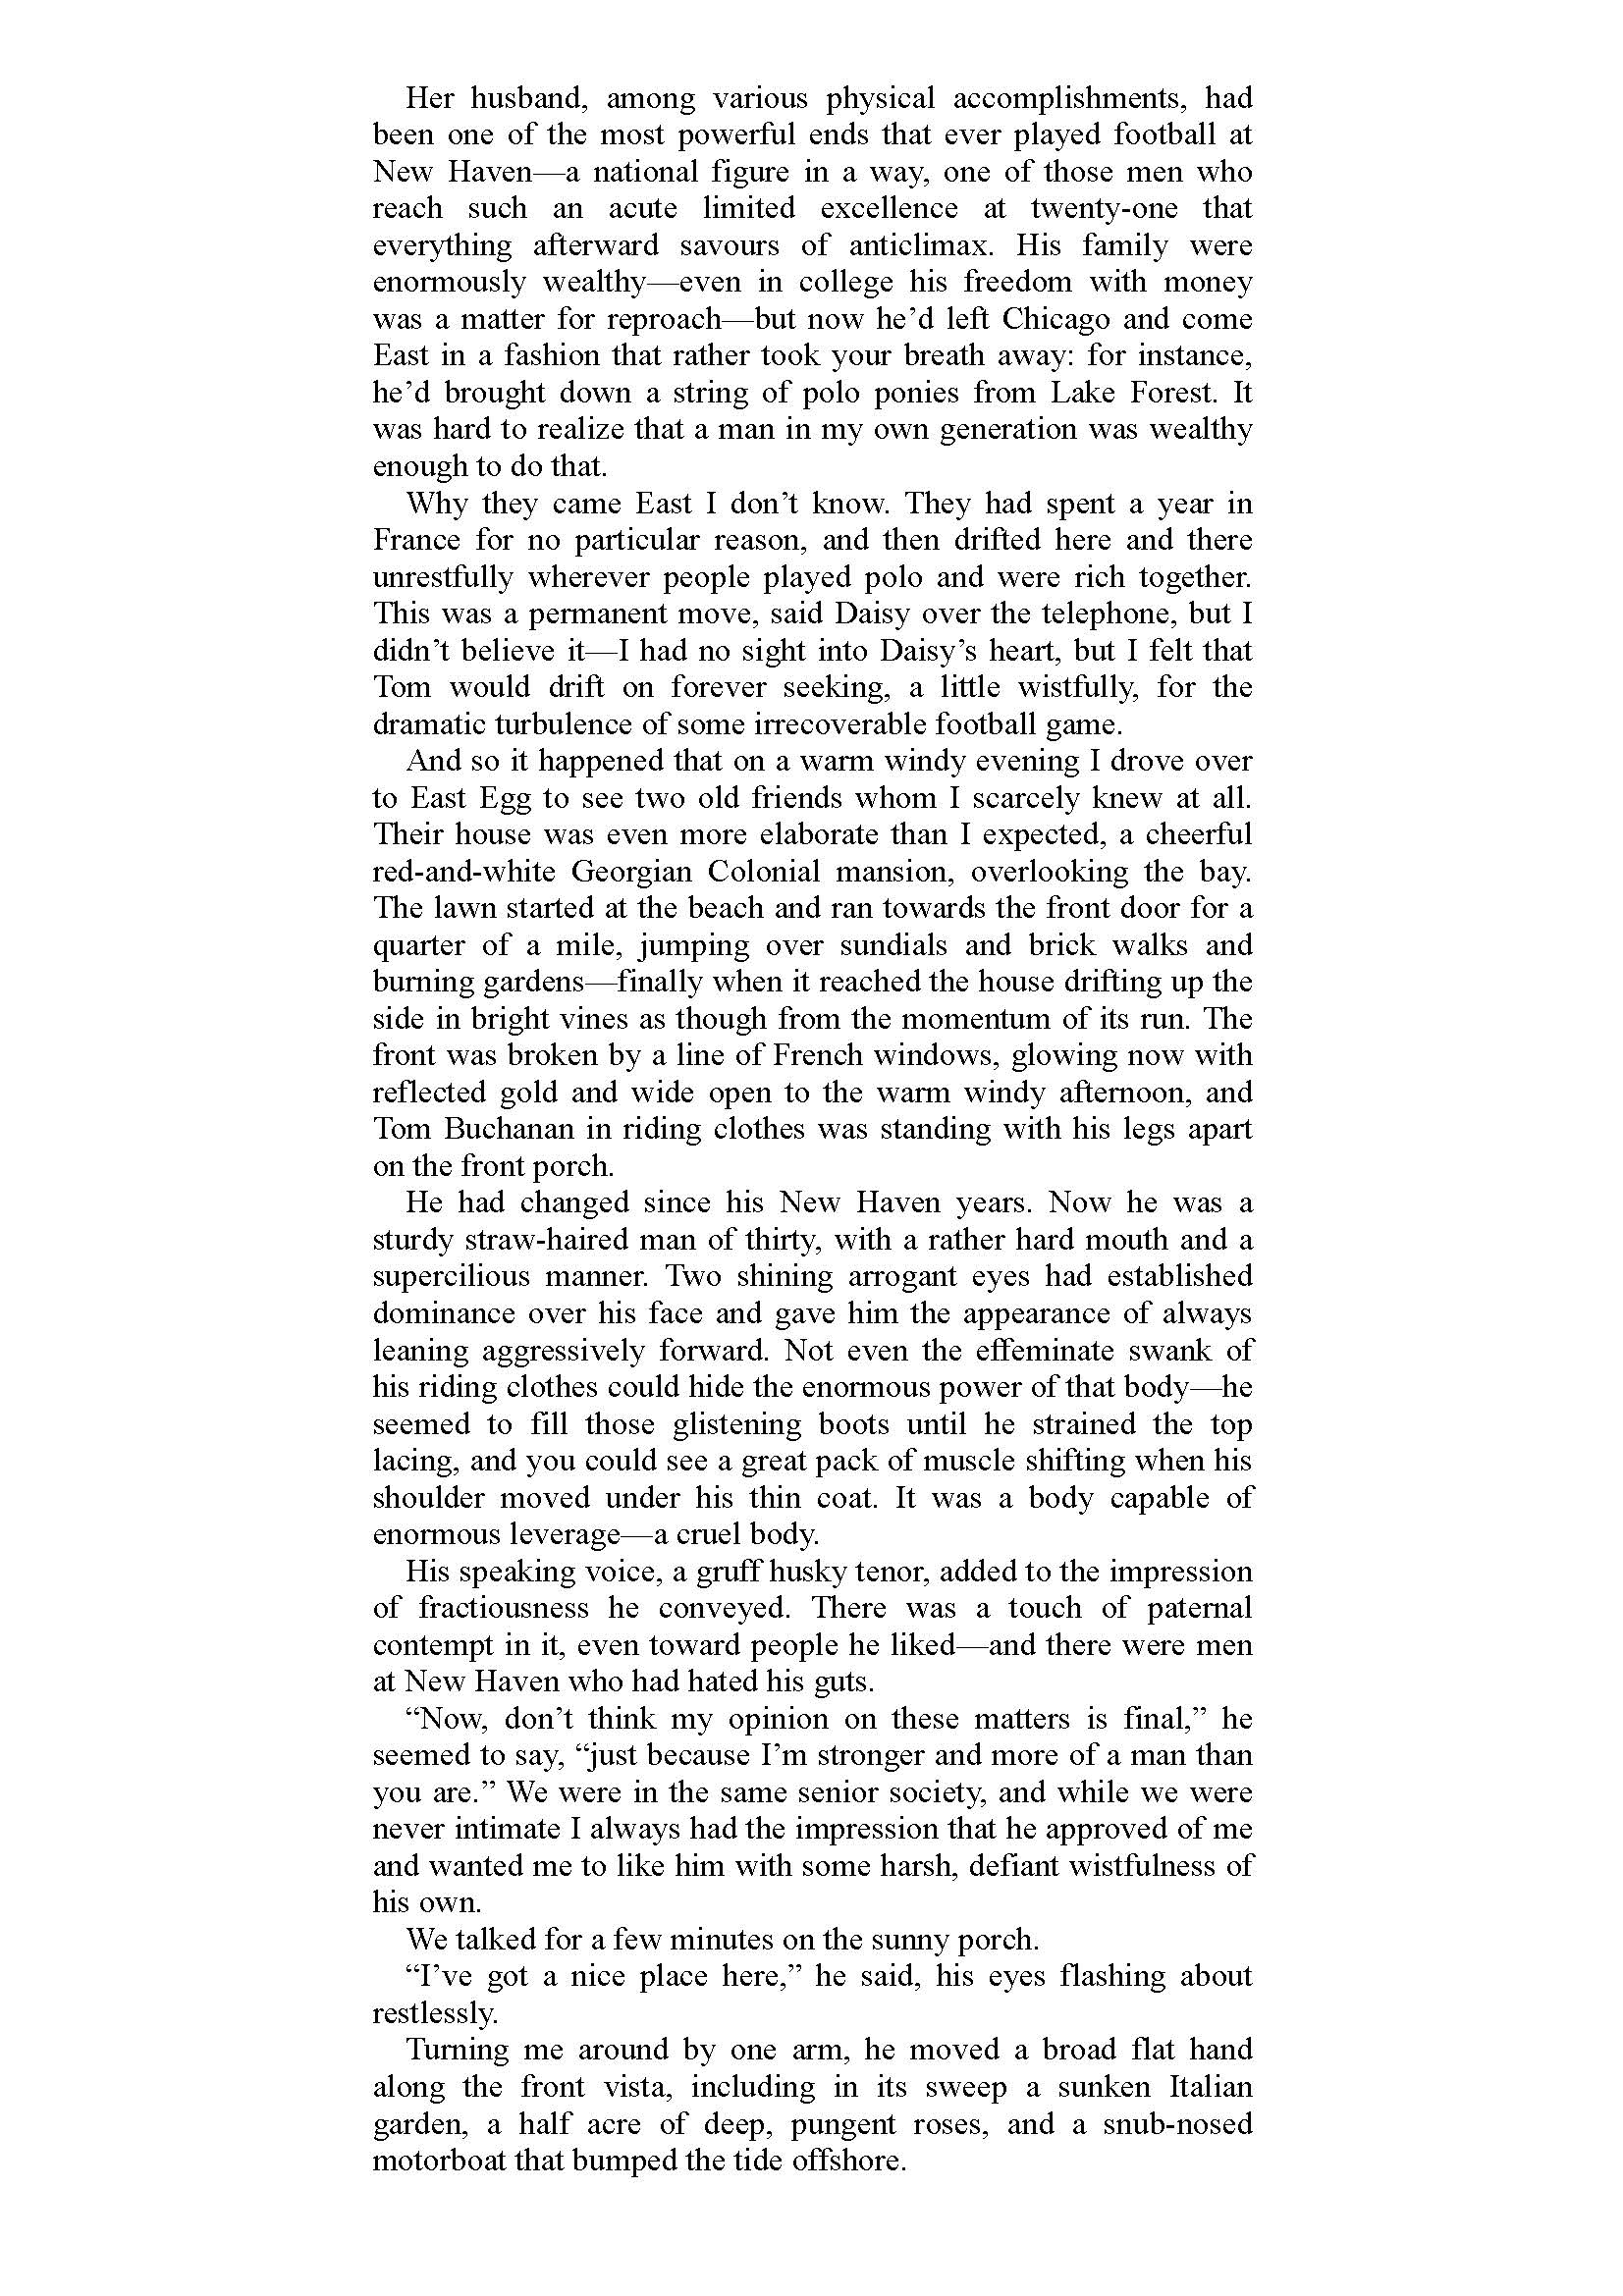 Her husband, among various physical accomplishments, had
been one of the most powerful ends that ever played football at
New Haven—a national figure in a way, one of those men who
reach such an acute limited excellence at twenty-one that
everything afterward savours of anticlimax. His family were
enormously wealthy—even in college his freedom with money
was a matter for reproach—but now he’d left Chicago and come
East in a fashion that rather took your breath away: for instance,
he’d brought down a string of polo ponies from Lake Forest. It
was hard to realize that a man in my own generation was wealthy
enough to do that.
Why they came East I don’t know. They had spent a year in
France for no particular reason, and then drifted here and there
unrestfully wherever people played polo and were rich together.
This was a permanent move, said Daisy over the telephone, but I
didn’t believe it—I had no sight into Daisy’s heart, but I felt that
Tom would drift on forever seeking, a little wistfully, for the
dramatic turbulence of some irrecoverable football game.
And so it happened that on a warm windy evening I drove over
to East Egg to see two old friends whom I scarcely knew at all.
Their house was even more elaborate than I expected, a cheerful
red-and-white Georgian Colonial mansion, overlooking the bay.
The lawn started at the beach and ran towards the front door for a
quarter of a mile, jumping over sundials and brick walks and
burning gardens—finally when it reached the house drifting up the
side in bright vines as though from the momentum of its run. The
front was broken by a line of French windows, glowing now with
reflected gold and wide open to the warm windy afternoon, and
Tom Buchanan in riding clothes was standing with his legs apart
on the front porch.
He had changed since his New Haven years. Now he was a
sturdy straw-haired man of thirty, with a rather hard mouth and a
supercilious manner. Two shining arrogant eyes had established
dominance over his face and gave him the appearance of always
leaning aggressively forward. Not even the effeminate swank of
his riding clothes could hide the enormous power of that body—he
seemed to fill those glistening boots until he strained the top
lacing, and you could see a great pack of muscle shifting when his
shoulder moved under his thin coat. It was a body capable of
enormous leverage—a cruel body.
His speaking voice, a gruff husky tenor, added to the impression
of fractiousness he conveyed. There was a touch of paternal
contempt in it, even toward people he liked—and there were men
at New Haven who had hated his guts.
“Now, don’t think my opinion on these matters is final,” he
seemed to say, “just because I’m stronger and more of a man than
you are.” We were in the same senior society, and while we were
never intimate I always had the impression that he approved of me
and wanted me to like him with some harsh, defiant wistfulness of
his own.
We talked for a few minutes on the sunny porch.
“I’ve got a nice place here,” he said, his eyes flashing about
restlessly.
Turning me around by one arm, he moved a broad flat hand
along the front vista, including in its sweep a sunken Italian
garden, a half acre of deep, pungent roses, and a snub-nosed
motorboat that bumped the tide offshore.